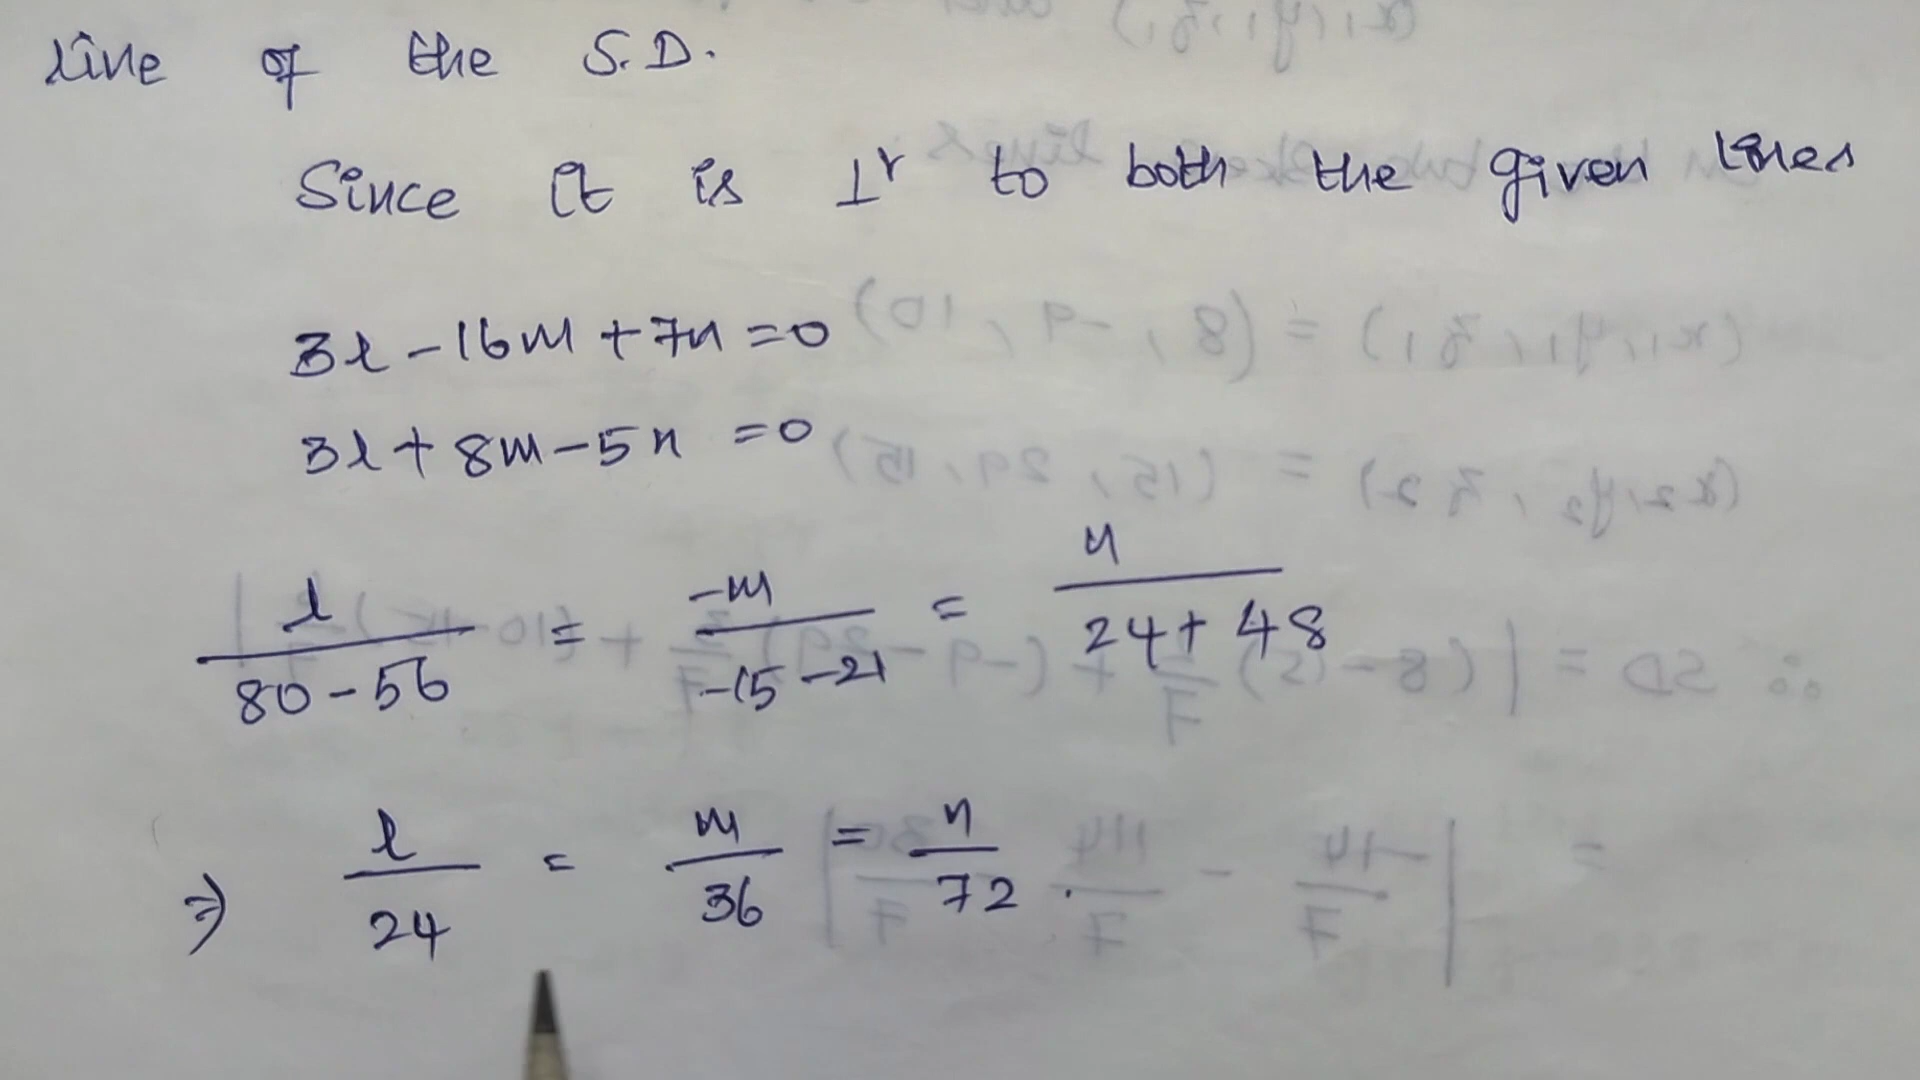 line of the S.D.
Since it is ⊥r to both the given lines
3l - 16m + 7n = 0
3l + 8m - 5n = 0
l/80-56 = -m/-15-21 = n/24+48
⇒ l/24 = m/36 = n/72.